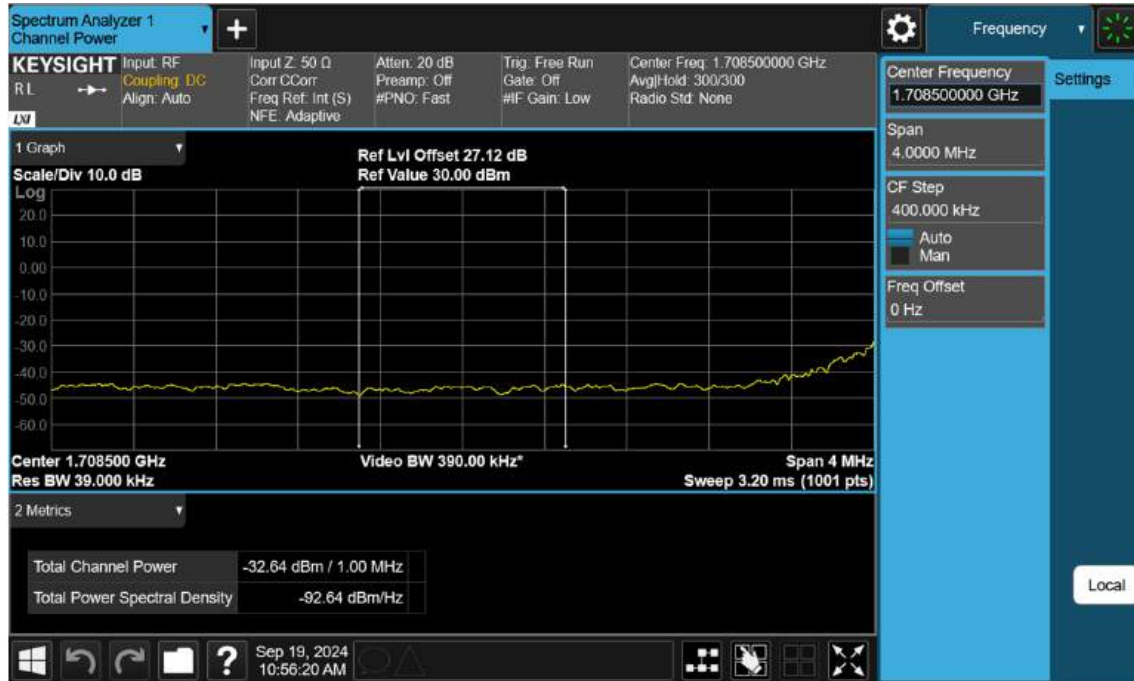 Spectrum Analyzer 1
Channel Power
Frequency
KEYSIGHT
RL
LXI
Input: RF
Coupling: DC
Align: Auto
Input Z: 50 Ω
Corr CCorr
Freq Ref: Int (S)
NFE: Adaptive
Atten: 20 dB
Preamp: Off
#PNO: Fast
Trig: Free Run
Gate: Off
#IF Gain: Low
Center Freq: 1.708500000 GHz
Avg|Hold: 300/300
Radio Std: None
Center Frequency
1.708500000 GHz
Settings
Span
4.0000 MHz
CF Step
400.000 kHz
Auto
Man
Freq Offset
0 Hz
1 Graph
Scale/Div 10.0 dB
Ref Lvl Offset 27.12 dB
Ref Value 30.00 dBm
Log
20.0
10.0
0.00
-10.0
-20.0
-30.0
-40.0
-50.0
-60.0
Center 1.708500 GHz
Res BW 39.000 kHz
Video BW 390.00 kHz*
Span 4 MHz
Sweep 3.20 ms (1001 pts)
2 Metrics
Total Channel Power -32.64 dBm / 1.00 MHz
Total Power Spectral Density -92.64 dBm/Hz
Local
Sep 19, 2024
10:56:20 AM